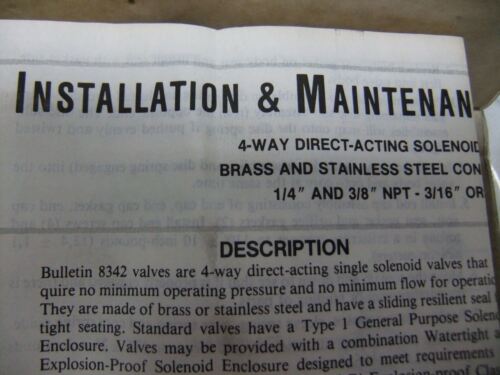 INSTALLATION & MAINTENAN
4-WAY DIRECT-ACTING SOLENOID
BRASS AND STAINLESS STEEL CON
1/4" AND 3/8" NPT - 3/16" OR
DESCRIPTION
Bulletin 8342 valves are 4-way direct-acting single solenoid valves that
quire no minimum operating pressure and no minimum flow for operatio
They are made of brass or stainless steel and have a sliding resilient seal
tight seating. Standard valves have a Type 1 General Purpose Solen
Enclosure. Valves may be provided with a combination Watertight
Explosion-Proof Solenoid Enclosure designed to meet requirements
Explosion-proof Cla